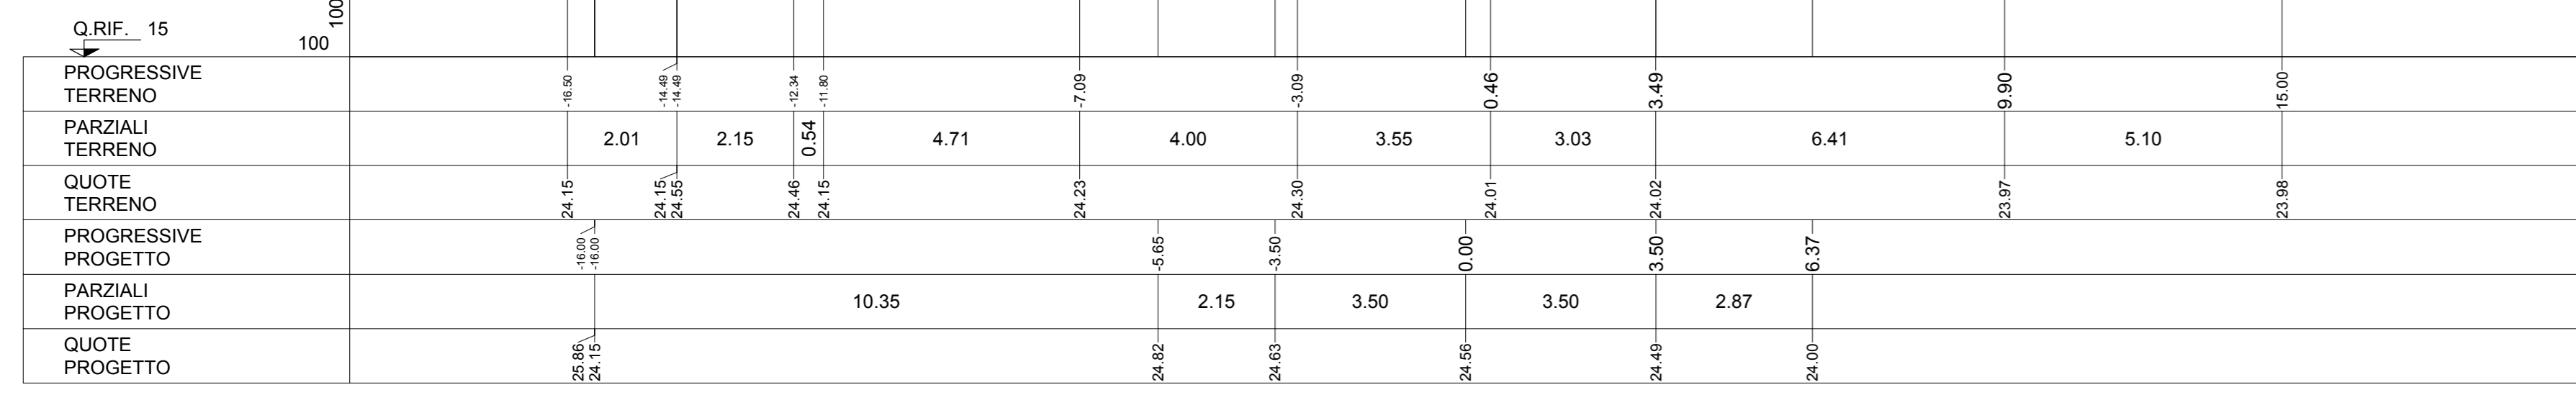 100
Q.RIF. 15
100
PROGRESSIVE
TERRENO
-16.50 -14.49 -14.49 -12.34 -11.80 -7.09 -3.09 0.46 3.49 9.90 15.00
PARZIALI
TERRENO
2.01 2.15 0.54 4.71 4.00 3.55 3.03 6.41 5.10
QUOTE
TERRENO
24.15 24.15 24.55 24.46 24.15 24.23 24.30 24.01 24.02 23.97 23.98
PROGRESSIVE
PROGETTO
-16.00 -16.00 -5.65 -3.50 0.00 3.50 6.37
PARZIALI
PROGETTO
10.35 2.15 3.50 3.50 2.87
QUOTE
PROGETTO
25.86 24.15 24.82 24.63 24.56 24.49 24.00